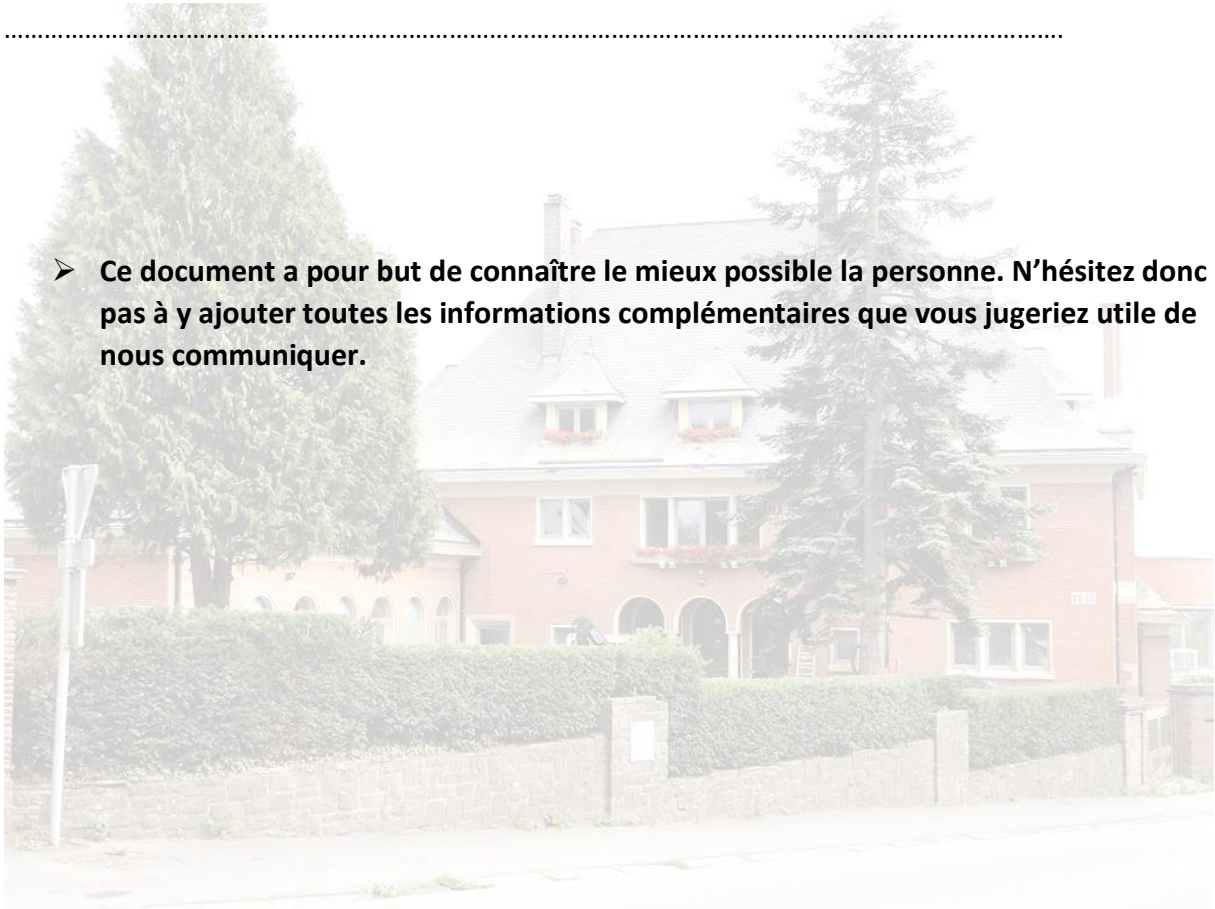 ……………………………………………………………………………………………………………………………………………….
➢ Ce document a pour but de connaître le mieux possible la personne. N’hésitez donc
pas à y ajouter toutes les informations complémentaires que vous jugeriez utile de
nous communiquer.